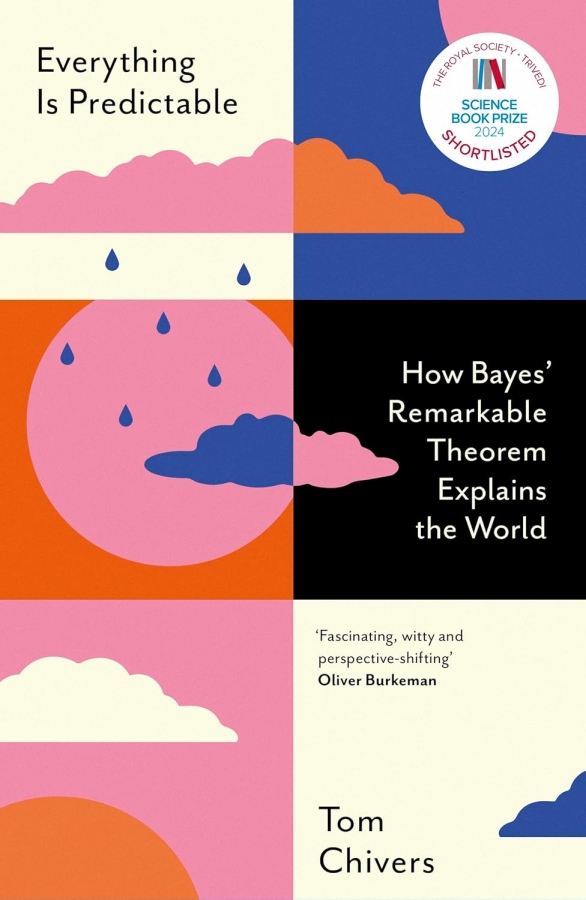 Everything
Is Predictable
THE ROYAL SOCIETY · TRIVEDI
SCIENCE
BOOK PRIZE
2024
SHORTLISTED
How Bayes’
Remarkable
Theorem
Explains
the World
‘Fascinating, witty and
perspective-shifting’
Oliver Burkeman
Tom
Chivers